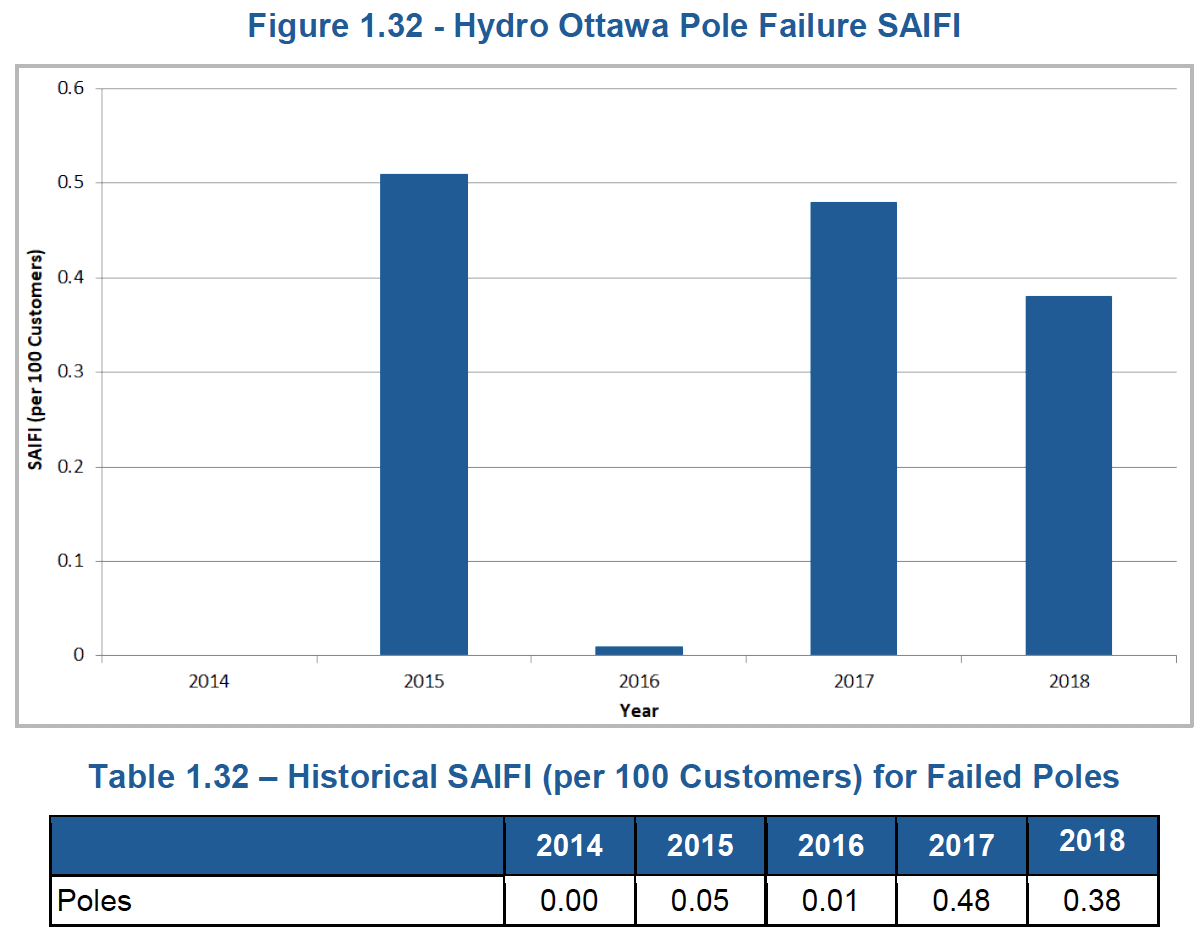 Figure 1.32 - Hydro Ottawa Pole Failure SAIFI
0.6
0.5
0.4
0.3
0.2
0.1
0
SAIFI (per 100 Customers)
2014 2015 2016 2017 2018
Year
Table 1.32 – Historical SAIFI (per 100 Customers) for Failed Poles
2014 2015 2016 2017 2018
Poles 0.00 0.05 0.01 0.48 0.38